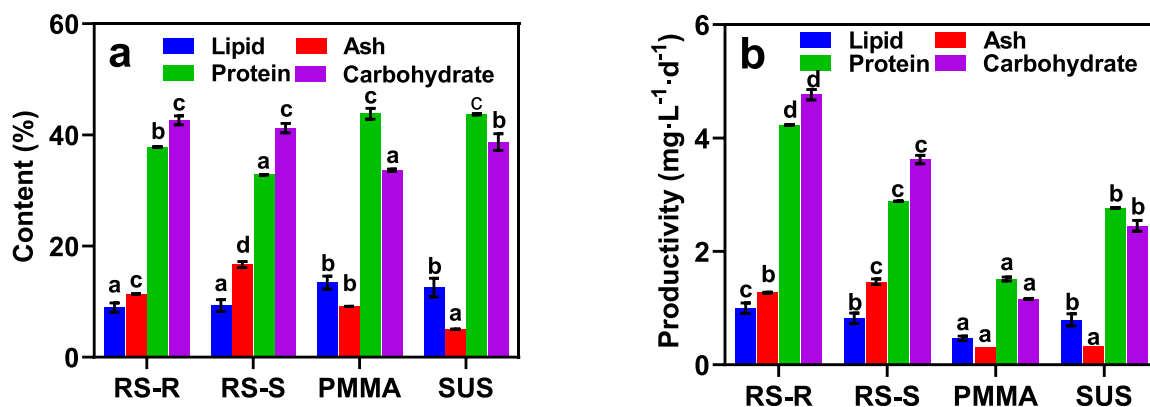 a
Lipid
Ash
Protein
Carbohydrate
Content (%)
60
40
20
0
a c b c
a d a c
b b c a
b a c b
RS-R RS-S PMMA SUS
b
Lipid
Ash
Protein
Carbohydrate
Productivity (mg·L⁻¹·d⁻¹)
6
4
2
0
c b d d
b c c c
a a a a
b a b b
RS-R RS-S PMMA SUS